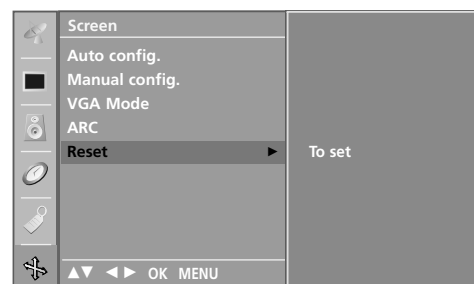 Screen
Auto config.
Manual config.
VGA Mode
ARC
Reset ► To set
▲▼ ◄► OK MENU